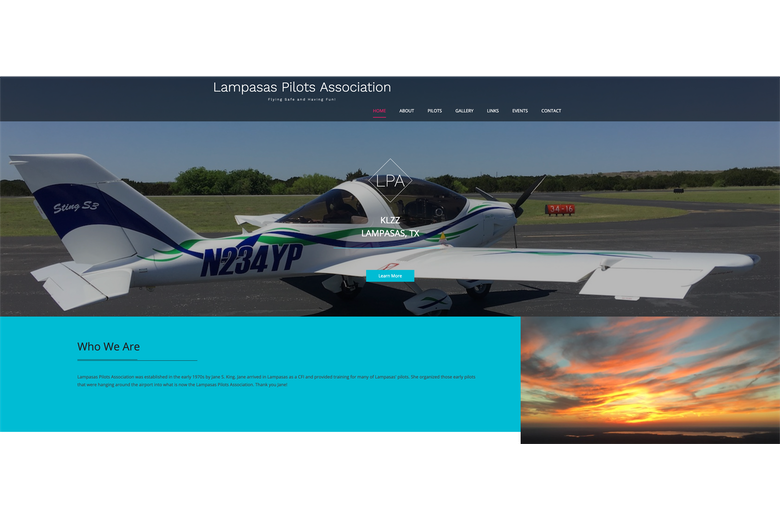 Lampasas Pilots Association
Flying Safe and Having Fun!
HOME ABOUT PILOTS GALLERY LINKS EVENTS CONTACT
LPA
Sting S3
34-16
KLZZ
LAMPASAS, TX
N234YP
Learn More
Who We Are
Lampasas Pilots Association was established in the early 1970's by Jane S. King. Jane arrived in Lampasas as a CFI and provided training for many of Lampasas' pilots. She organized those early pilots
that were hanging around the airport into what is now the Lampasas Pilots Association. Thank you Jane!